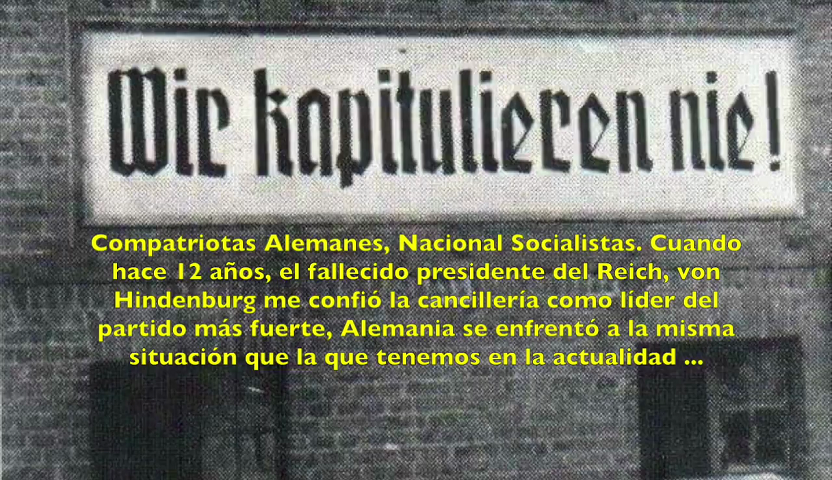 Wir kapitulieren nie!
Compatriotas Alemanes, Nacional Socialistas. Cuando
hace 12 años, el fallecido presidente del Reich, von
Hindenburg me confió la cancillería como líder del
partido más fuerte, Alemania se enfrentó a la misma
situación que la que tenemos en la actualidad ...